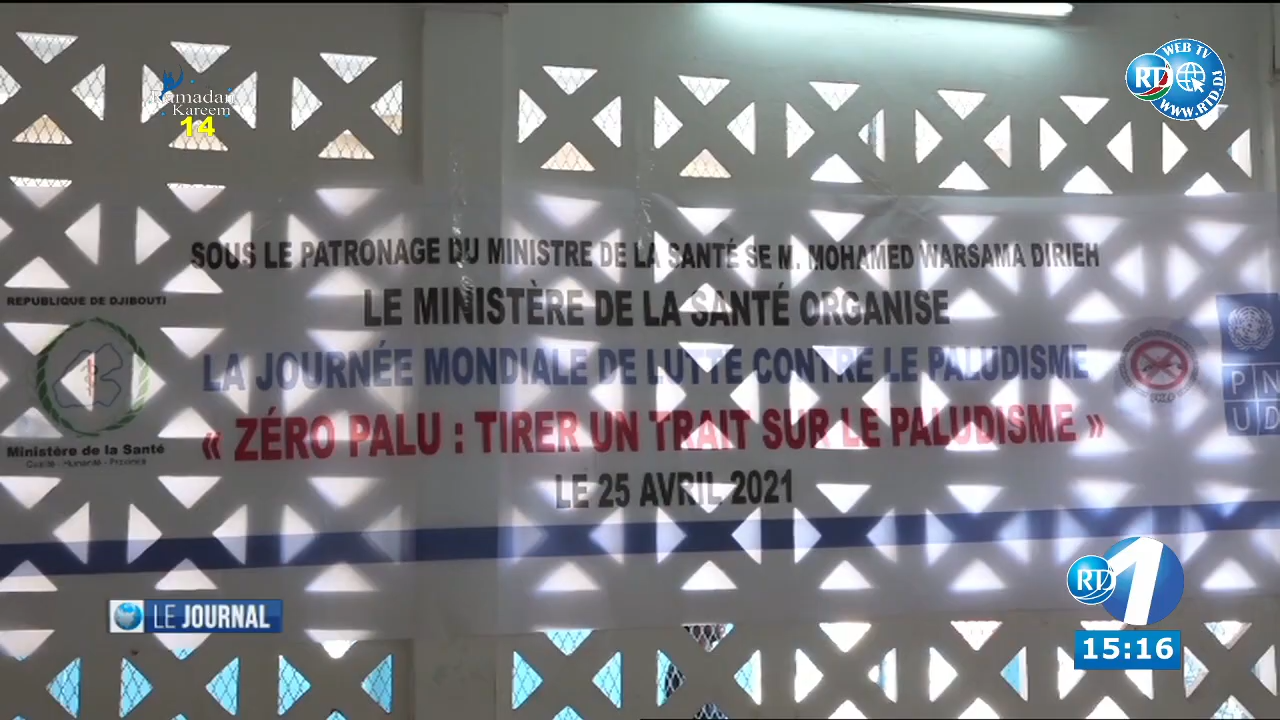 WEB TV
RTD
WWW.RTD.DJ
Ramadan
Kareem
14
SOUS LE PATRONAGE DU MINISTRE DE LA SANTÉ SE M. MOHAMED WARSAMA DIRIEH
LE MINISTÈRE DE LA SANTÉ ORGANISE
LA JOURNÉE MONDIALE DE LUTTE CONTRE LE PALUDISME
« ZÉRO PALU : TIRER UN TRAIT SUR LE PALUDISME »
LE 25 AVRIL 2021
REPUBLIQUE DE DJIBOUTI
Ministère de la Santé
PN
UD
LE JOURNAL
RTD
1
15:16